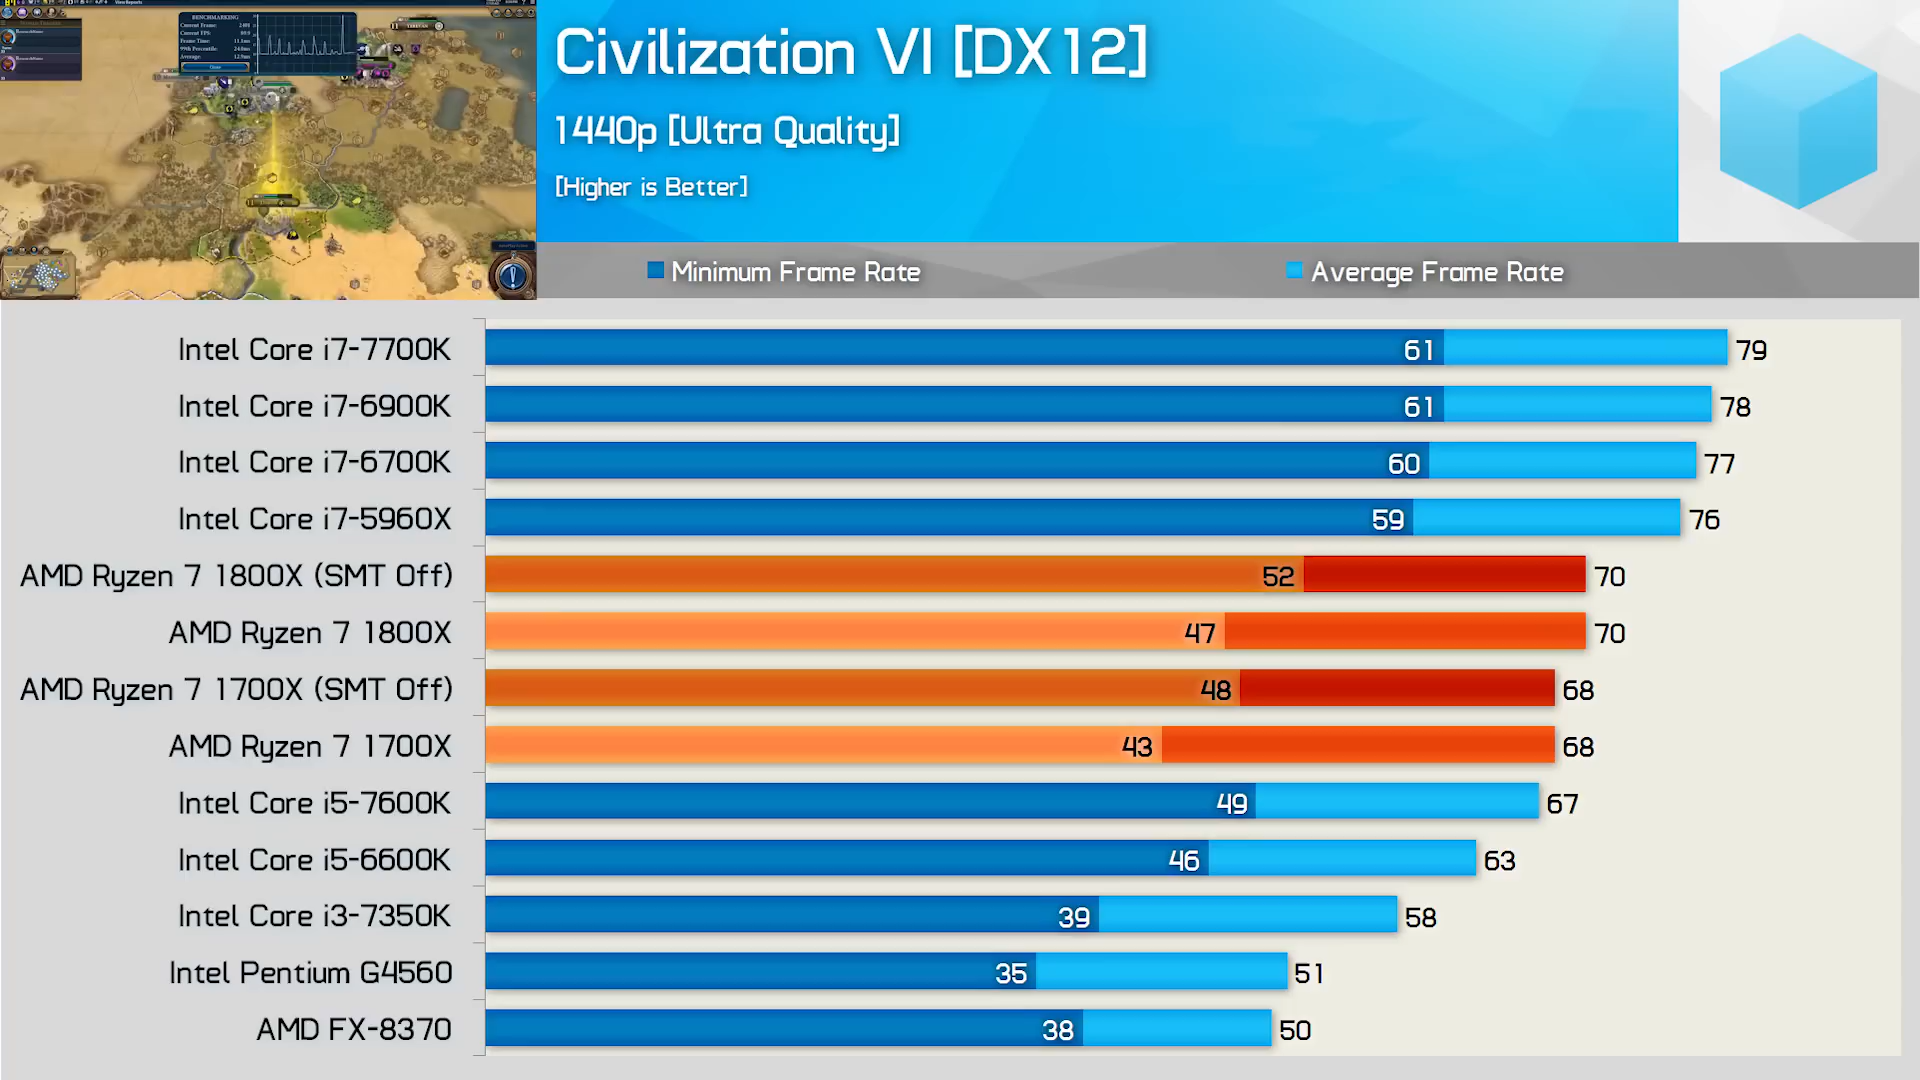 BENCHMARKING
Civilization VI [DX12]
1440p [Ultra Quality]
[Higher is Better]
Minimum Frame Rate
Average Frame Rate
Intel Core i7-7700K 61 79
Intel Core i7-6900K 61 78
Intel Core i7-6700K 60 77
Intel Core i7-5960X 59 76
AMD Ryzen 7 1800X (SMT Off) 52 70
AMD Ryzen 7 1800X 47 70
AMD Ryzen 7 1700X (SMT Off) 48 68
AMD Ryzen 7 1700X 43 68
Intel Core i5-7600K 49 67
Intel Core i5-6600K 46 63
Intel Core i3-7350K 39 58
Intel Pentium G4560 35 51
AMD FX-8370 38 50